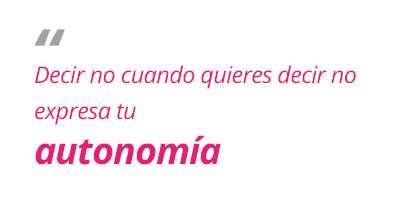 “
Decir no cuando quieres decir no
expresa tu
autonomía